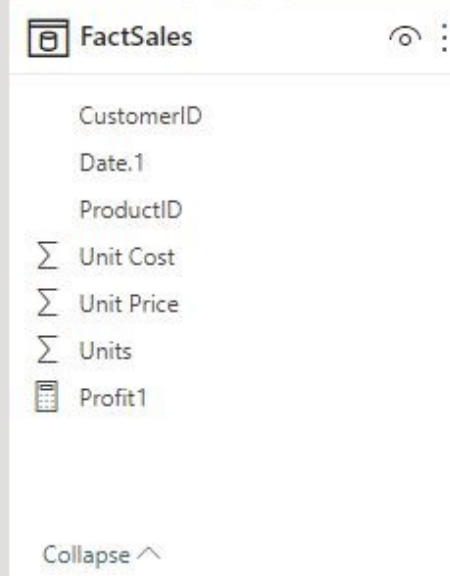 FactSales
CustomerID
Date.1
ProductID
Unit Cost
Unit Price
Units
Profit1
Collapse